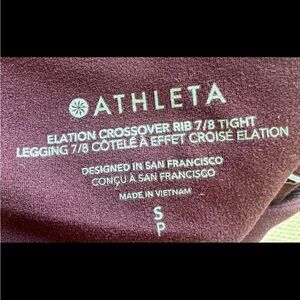 ATHLETA
ELATION CROSSOVER RIB 7/8 TIGHT
LEGGING 7/8 CÔTELÉ À EFFET CROISÉ ELATION
DESIGNED IN SAN FRANCISCO
CONÇU À SAN FRANCISCO
MADE IN VIETNAM
S
P